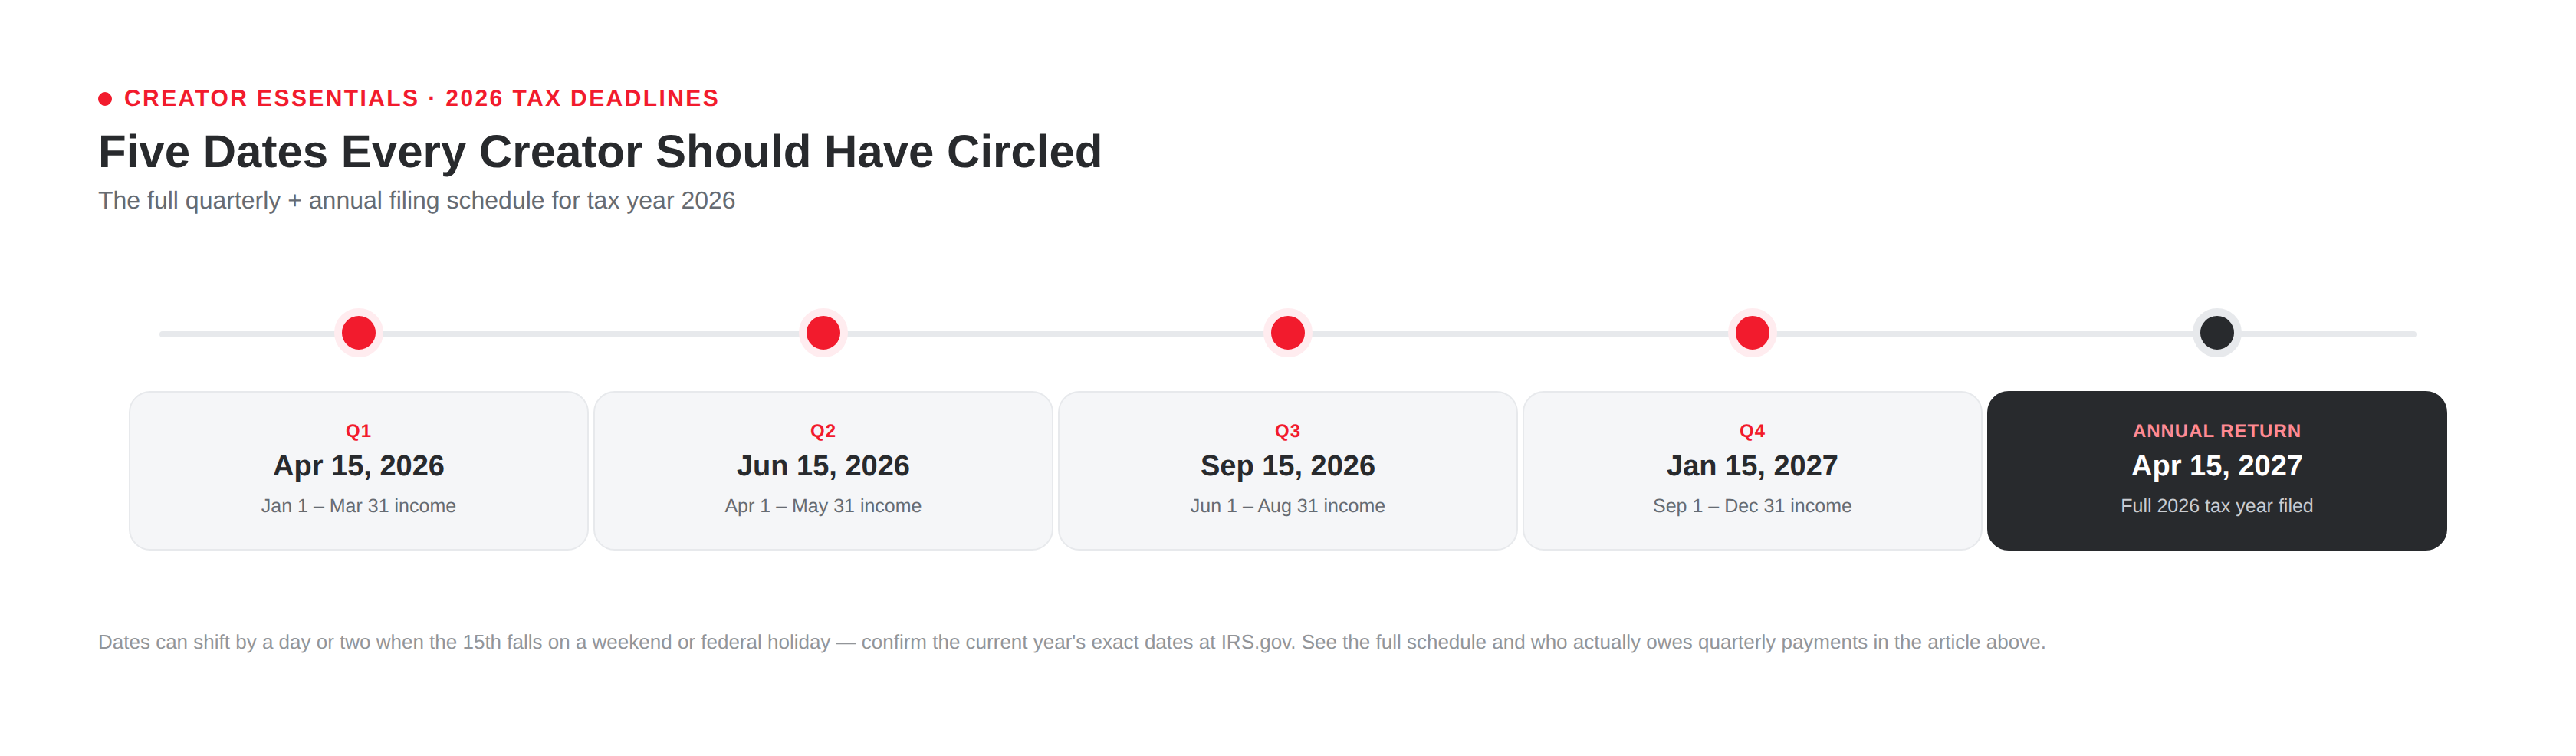 CREATOR ESSENTIALS · 2026 TAX DEADLINES
Five Dates Every Creator Should Have Circled
The full quarterly + annual filing schedule for tax year 2026
Q1
Apr 15, 2026
Jan 1 – Mar 31 income
Q2
Jun 15, 2026
Apr 1 – May 31 income
Q3
Sep 15, 2026
Jun 1 – Aug 31 income
Q4
Jan 15, 2027
Sep 1 – Dec 31 income
ANNUAL RETURN
Apr 15, 2027
Full 2026 tax year filed
Dates can shift by a day or two when the 15th falls on a weekend or federal holiday — confirm the current year's exact dates at IRS.gov. See the full schedule and who actually owes quarterly payments in the article above.